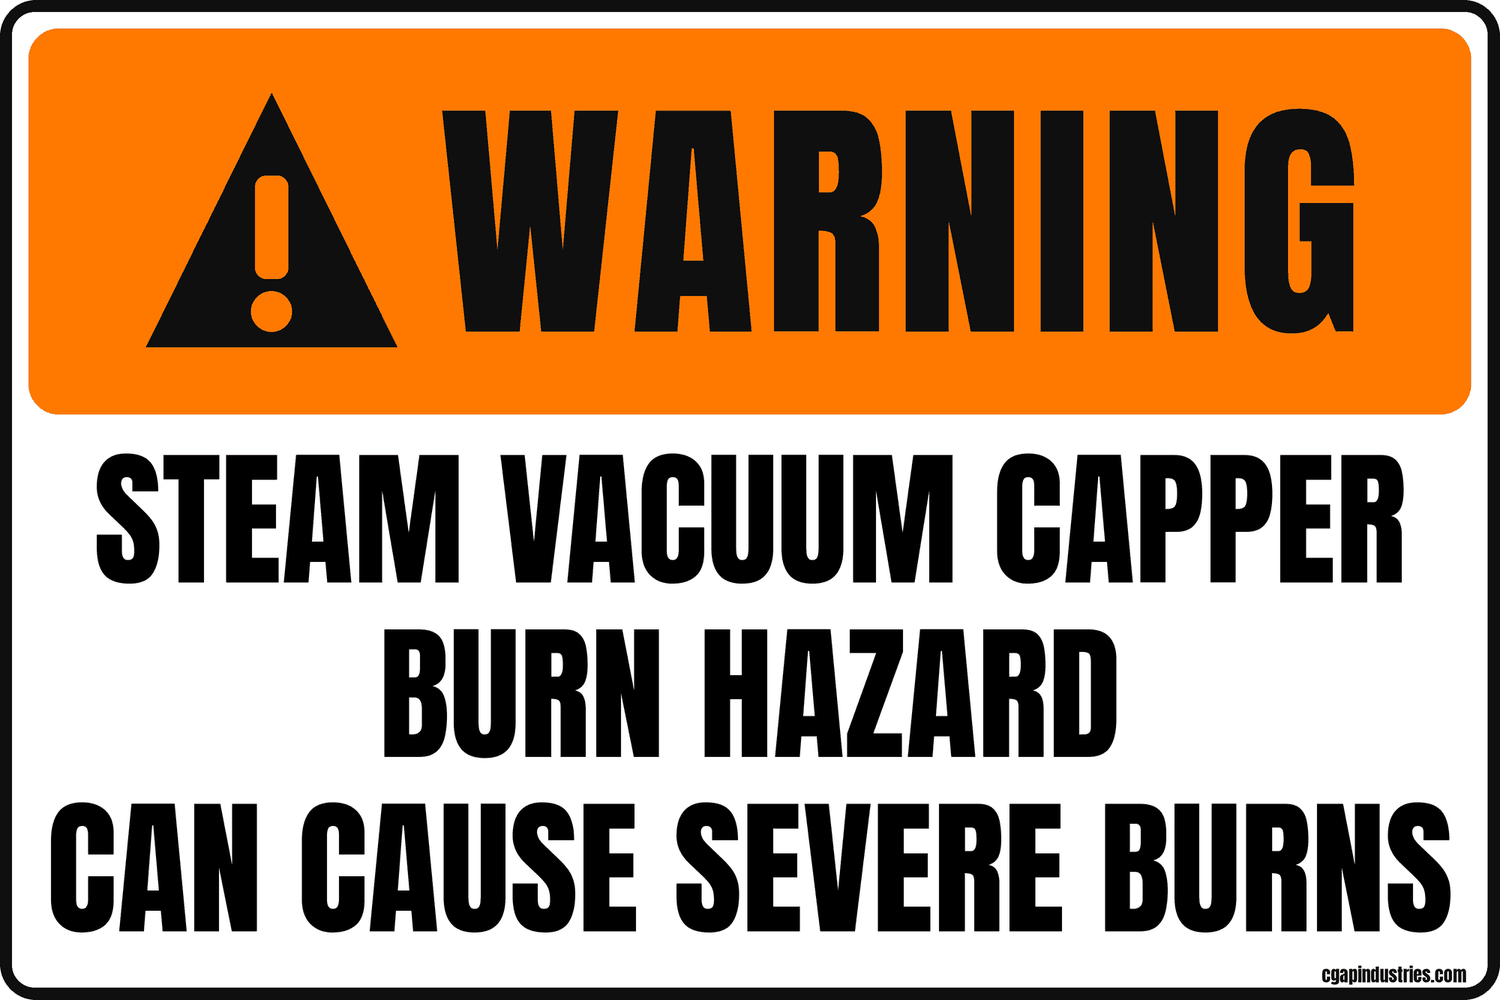 WARNING
STEAM VACUUM CAPPER
BURN HAZARD
CAN CAUSE SEVERE BURNS
cgapindustries.com